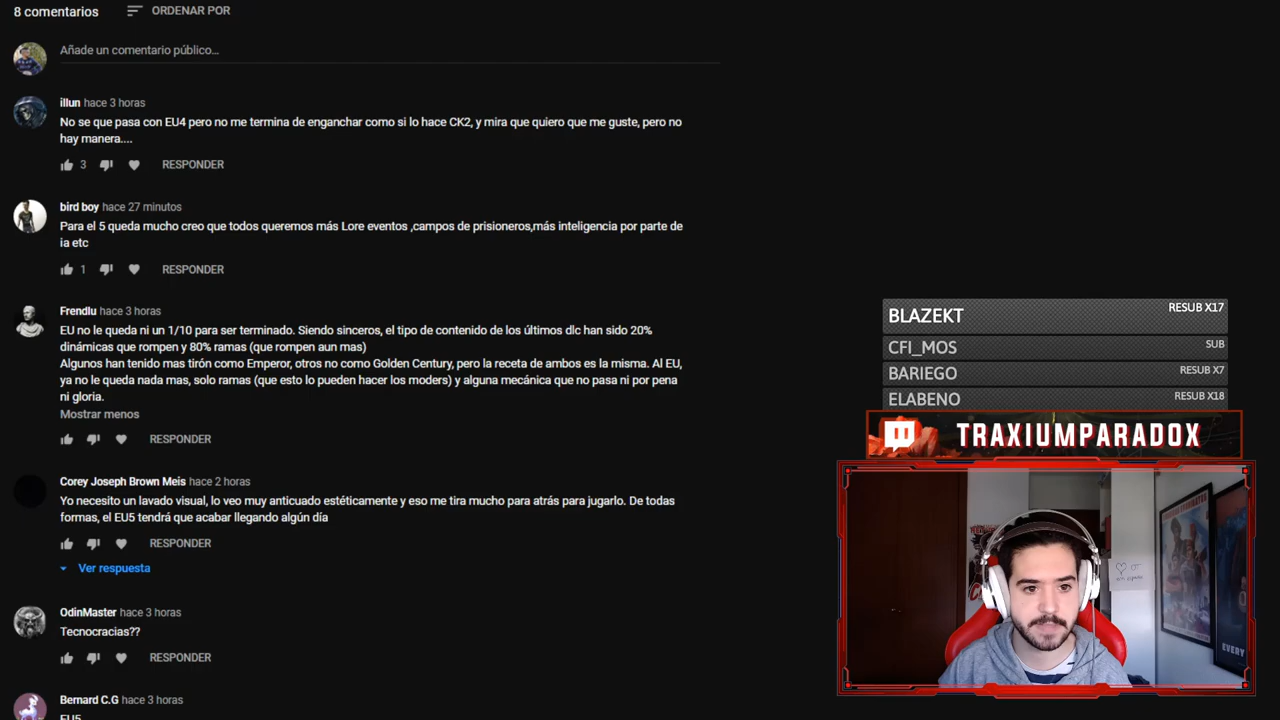 8 comentarios
ORDENAR POR
Añade un comentario público...
illun hace 3 horas
No se que pasa con EU4 pero no me termina de enganchar como si lo hace CK2, y mira que quiero que me guste, pero no
hay manera....
3 RESPONDER
bird boy hace 27 minutos
Para el 5 queda mucho creo que todos queremos más Lore eventos ,campos de prisioneros,más inteligencia por parte de
ia etc
1 RESPONDER
Frendlu hace 3 horas
EU no le queda ni un 1/10 para ser terminado. Siendo sinceros, el tipo de contenido de los últimos dlc han sido 20%
dinámicas que rompen y 80% ramas (que rompen aun mas)
Algunos han tenido mas tirón como Emperor, otros no como Golden Century, pero la receta de ambos es la misma. Al EU,
ya no le queda nada mas, solo ramas (que esto lo pueden hacer los moders) y alguna mecánica que no pasa ni por pena
ni gloria.
Mostrar menos
RESPONDER
Corey Joseph Brown Meis hace 2 horas
Yo necesito un lavado visual, lo veo muy anticuado estéticamente y eso me tira mucho para atrás para jugarlo. De todas
formas, el EU5 tendrá que acabar llegando algún día
RESPONDER
Ver respuesta
OdinMaster hace 3 horas
Tecnocracias??
RESPONDER
Bernard C.G hace 3 horas
EU5
BLAZEKT RESUB X17
CFI_MOS SUB
BARIEGO RESUB X7
ELABENO RESUB X18
TRAXIUMPARADOX
EVERY